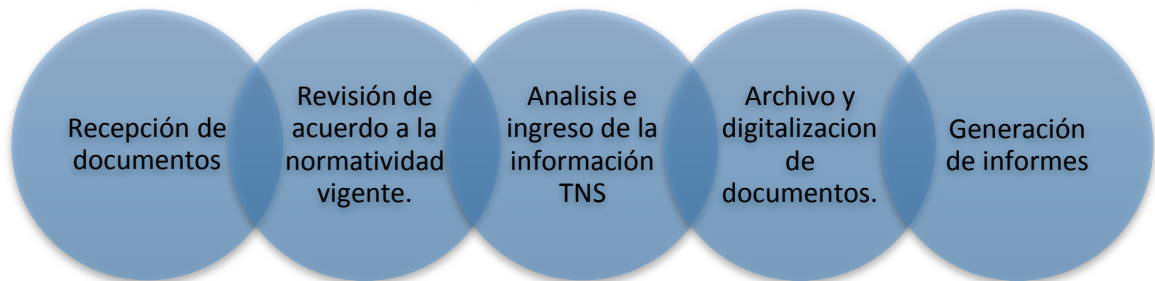 Recepción de
documentos
Revisión de
acuerdo a la
normatividad
vigente.
Analisis e
ingreso de la
información
TNS
Archivo y
digitalizacion
de
documentos.
Generación
de informes